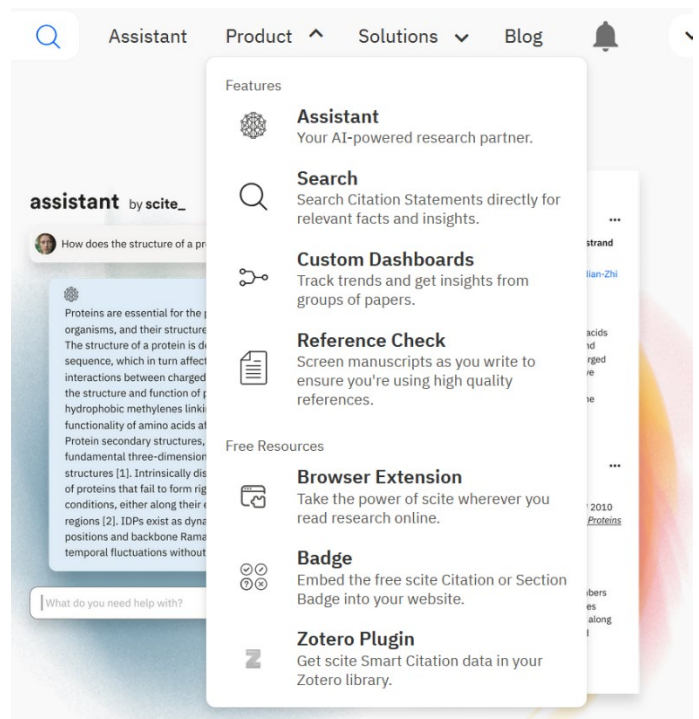 Assistant Product Solutions Blog
Features
Assistant
Your AI-powered research partner.
Search
Search Citation Statements directly for
relevant facts and insights.
Custom Dashboards
Track trends and get insights from
groups of papers.
Reference Check
Screen manuscripts as you write to
ensure you're using high quality
references.
Free Resources
Browser Extension
Take the power of scite wherever you
read research online.
Badge
Embed the free scite Citation or Section
Badge into your website.
Zotero Plugin
Get scite Smart Citation data in your
Zotero library.
assistant by scite_
How does the structure of a
Proteins are essential for the
organisms, and their structure
The structure of a protein is
sequence, which in turn affect
interactions between charged
the structure and function of
hydrophobic methylenes
functionality of amino acids
Protein secondary structures,
fundamental three-dimension
structures [1]. Intrinsically
of proteins that fail to form
conditions, either along their
regions [2]. IDPs exist as
positions and backbone
temporal fluctuations without
What do you need help with?
strand
ian-Zhi
acids
2010
Proteins
along